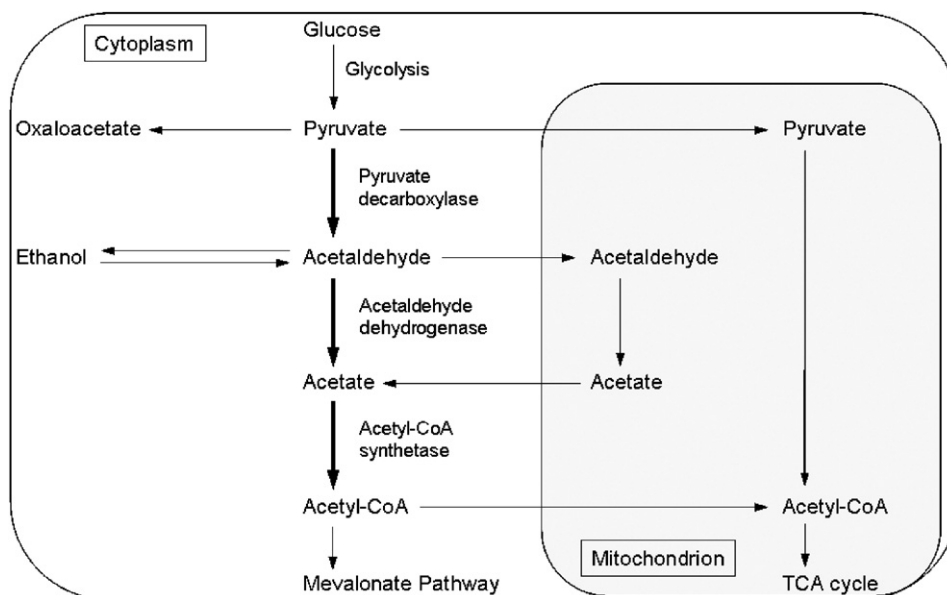 Cytoplasm
Glucose
Glycolysis
Oxaloacetate
Pyruvate
Pyruvate
Pyruvate
decarboxylase
Ethanol
Acetaldehyde
Acetaldehyde
Acetaldehyde
dehydrogenase
Acetate
Acetate
Acetyl-CoA
synthetase
Acetyl-CoA
Acetyl-CoA
Mitochondrion
Mevalonate Pathway
TCA cycle